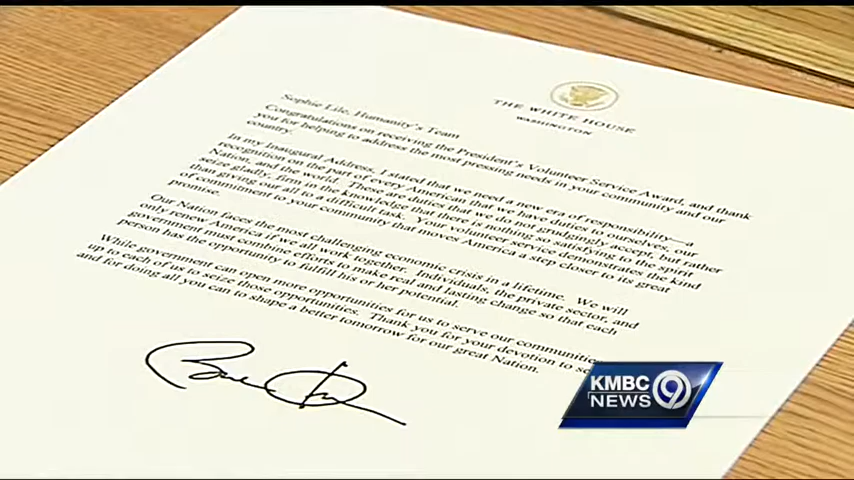 THE WHITE HOUSE
WASHINGTON
Sophie Lile, Humanity's Team
Congratulations on receiving the President's Volunteer Service Award, and thank
you for helping to address the most pressing needs in your community and our
country.
In my Inaugural Address, I stated that we need a new era of responsibility—a
recognition on the part of every American that we have duties to ourselves, our
Nation, and the world. These are duties that we do not grudgingly accept, but rather
seize gladly, firm in the knowledge that there is nothing so satisfying to the spirit
than giving our all to a difficult task. Your volunteer service demonstrates the kind
of commitment to your community that moves America a step closer to its great
promise.
Our Nation faces the most challenging economic crisis in a lifetime. We will
only renew America if we all work together. Individuals, the private sector, and
government must combine efforts to make real and lasting change so that each
person has the opportunity to fulfill his or her potential.
While government can open more opportunities for us to serve our communities
up to each of us to seize those opportunities. Thank you for your devotion to
and for doing all you can to shape a better tomorrow for our great Nation.
KMBC 9
NEWS